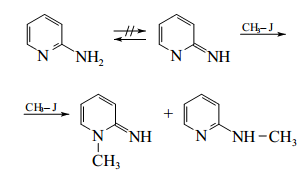 N NH₂ N NH CH₃–J
CH₃–J N NH + N NH–CH₃
CH₃